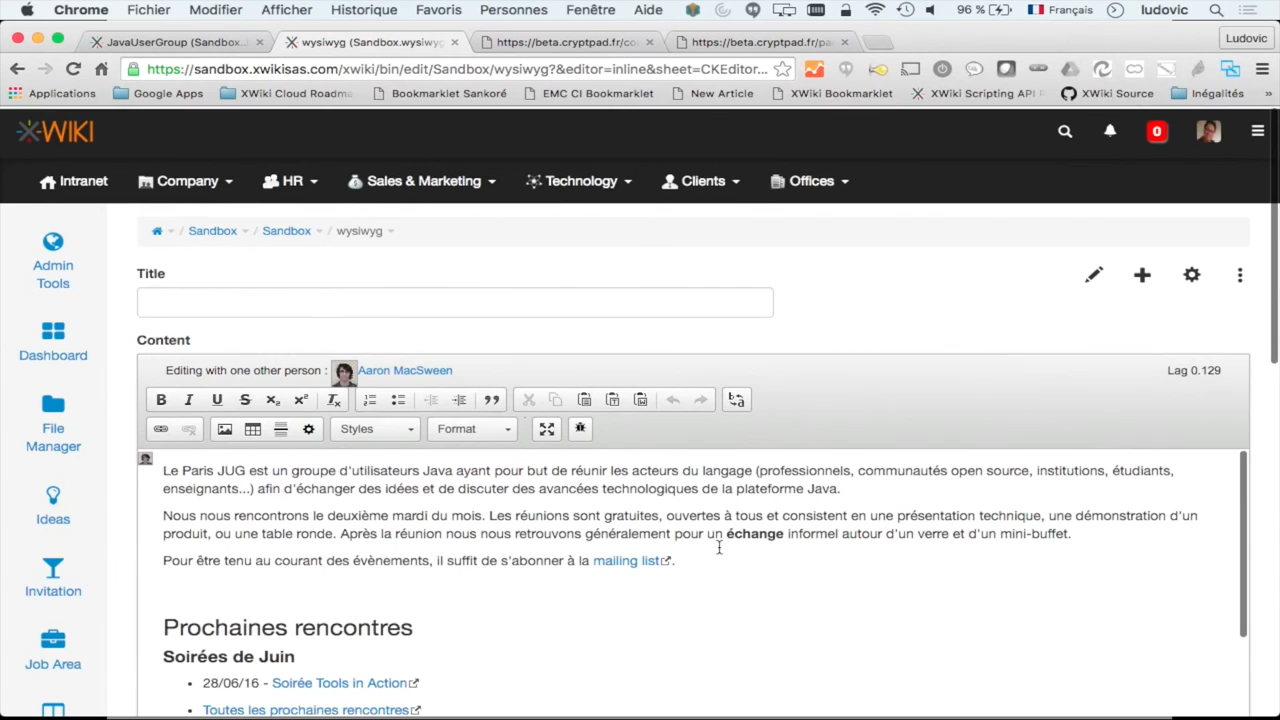 Chrome Fichier Modifier Afficher Historique Favoris Personnes Fenêtre Aide 96 % Français ludovic
JavaUserGroup (Sandbox. wysiwyg (Sandbox.wysiwyg https://beta.cryptpad.fr/co https://beta.cryptpad.fr/pa Ludovic
https://sandbox.xwikisas.com/xwiki/bin/edit/Sandbox/wysiwyg?&editor=inline&sheet=CKEditor...
Applications Google Apps XWiki Cloud Roadma Bookmarklet Sankoré EMC CI Bookmarklet New Article XWiki Bookmarklet XWiki Scripting API XWiki Source Inégalités »
X-WIKI 0
Intranet Company HR Sales & Marketing Technology Clients Offices
/ Sandbox / Sandbox / wysiwyg
Admin
Tools
Dashboard
File
Manager
Ideas
Invitation
Job Area
Title
Content
Editing with one other person : Aaron MacSween Lag 0.129
B I U S x₂ x² Tx
Styles Format
Le Paris JUG est un groupe d'utilisateurs Java ayant pour but de réunir les acteurs du langage (professionnels, communautés open source, institutions, étudiants,
enseignants...) afin d'échanger des idées et de discuter des avancées technologiques de la plateforme Java.
Nous nous rencontrons le deuxième mardi du mois. Les réunions sont gratuites, ouvertes à tous et consistent en une présentation technique, une démonstration d'un
produit, ou une table ronde. Après la réunion nous nous retrouvons généralement pour un échange informel autour d'un verre et d'un mini-buffet.
Pour être tenu au courant des évènements, il suffit de s'abonner à la mailing list.
Prochaines rencontres
Soirées de Juin
• 28/06/16 - Soirée Tools in Action
• Toutes les prochaines rencontres